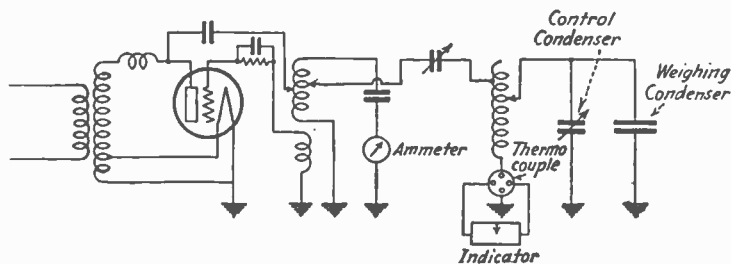 Control
Condenser
Weighing
Condenser
Ammeter
Thermo
couple
Indicator